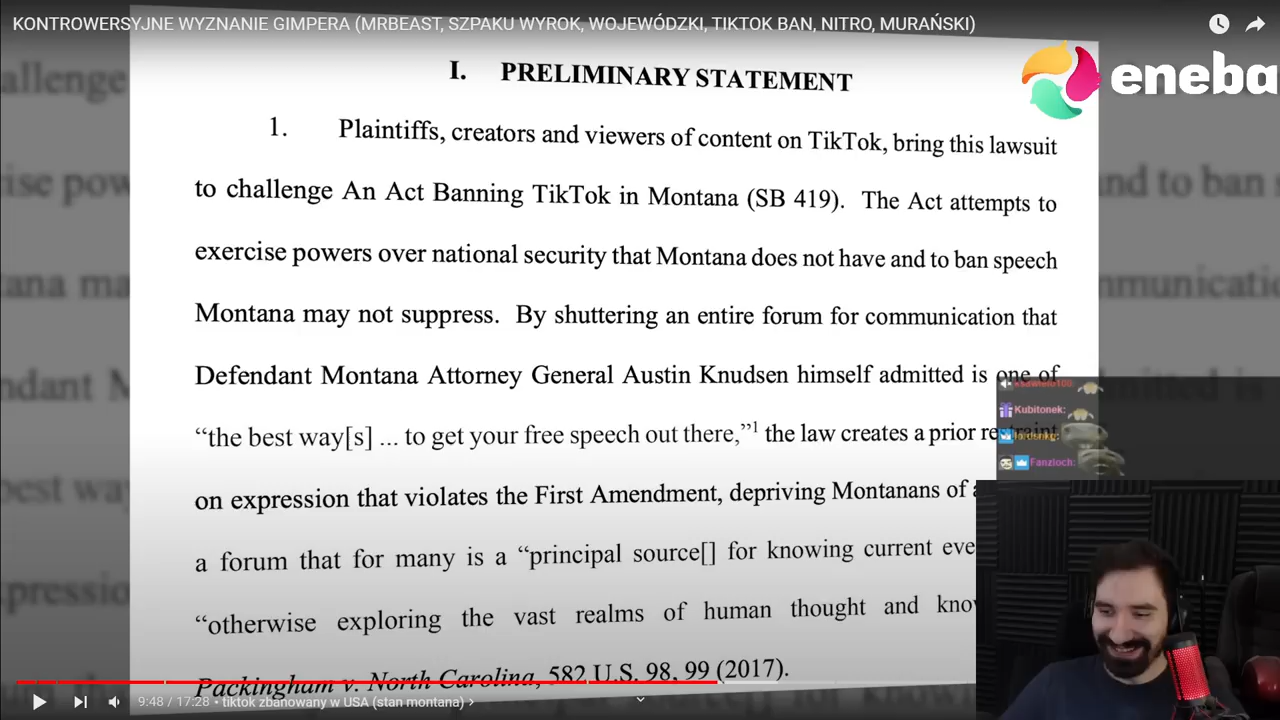 KONTROWERSYJNE WYZNANIE GIMPERA (MRBEAST, SZPAKU WYROK, WOJEWÓDZKI, TIKTOK BAN, NITRO, MURAŃSKI)
eneba
I. PRELIMINARY STATEMENT
1. Plaintiffs, creators and viewers of content on TikTok, bring this lawsuit
to challenge An Act Banning TikTok in Montana (SB 419). The Act attempts to
exercise powers over national security that Montana does not have and to ban speech
Montana may not suppress. By shuttering an entire forum for communication that
Defendant Montana Attorney General Austin Knudsen himself admitted is one of
“the best way[s] ... to get your free speech out there,”1 the law creates a prior restraint
on expression that violates the First Amendment, depriving Montanans of
a forum that for many is a “principal source[] for knowing current eve
“otherwise exploring the vast realms of human thought and kno
Packingham v. North Carolina, 582 U.S. 98, 99 (2017).
Kubitonek:
Fanzloch:
9:48 / 17:28 • tiktok zbanowany w USA (stan montana)